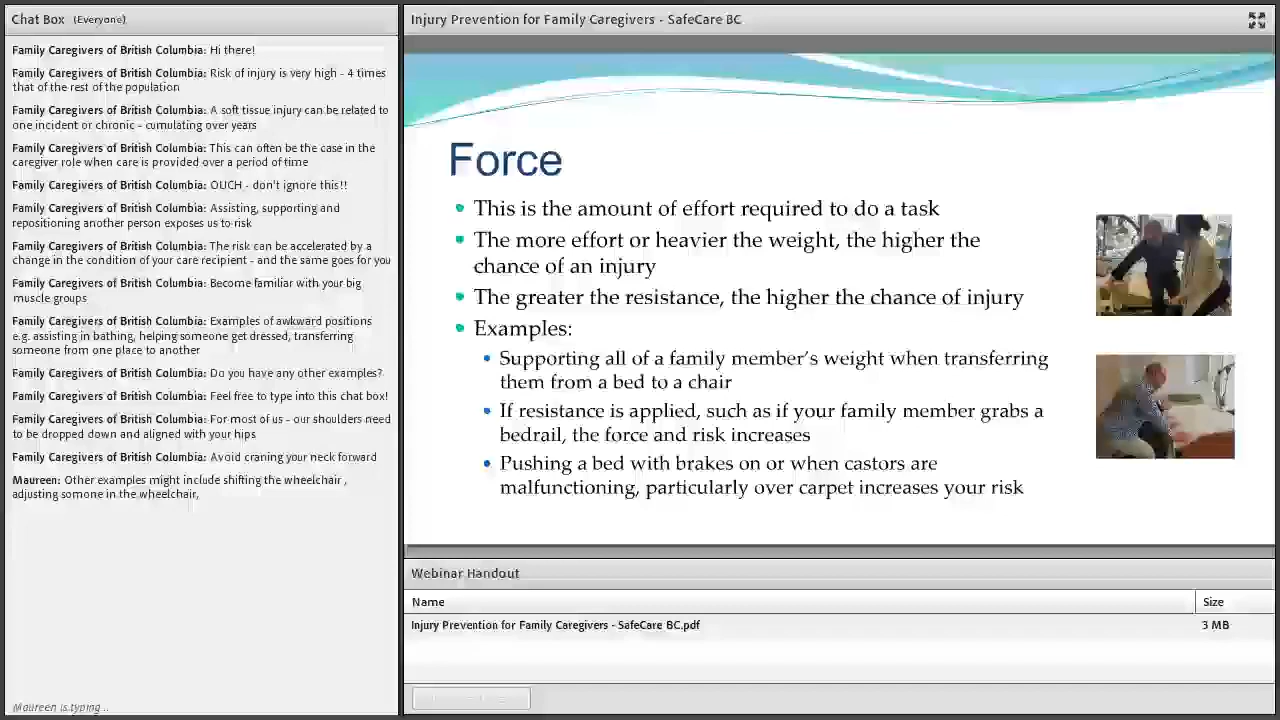 Chat Box (Everyone)
Family Caregivers of British Columbia: Hi there!
Family Caregivers of British Columbia: Risk of injury is very high - 4 times
that of the rest of the population
Family Caregivers of British Columbia: A soft tissue injury can be related to
one incident or chronic - cumulating over years
Family Caregivers of British Columbia: This can often be the case in the
caregiver role when care is provided over a period of time
Family Caregivers of British Columbia: OUCH - don't ignore this!!
Family Caregivers of British Columbia: Assisting, supporting and
repositioning another person exposes us to risk
Family Caregivers of British Columbia: The risk can be accelerated by a
change in the condition of your care recipient - and the same goes for you
Family Caregivers of British Columbia: Become familiar with your big
muscle groups
Family Caregivers of British Columbia: Examples of awkward positions
e.g. assisting in bathing, helping someone get dressed, transferring
someone from one place to another
Family Caregivers of British Columbia: Do you have any other examples?
Family Caregivers of British Columbia: Feel free to type into this chat box!
Family Caregivers of British Columbia: For most of us - our shoulders need
to be dropped down and aligned with your hips
Family Caregivers of British Columbia: Avoid craning your neck forward
Maureen: Other examples might include shifting the wheelchair ,
adjusting somone in the wheelchair,
Maureen is typing...
Injury Prevention for Family Caregivers - SafeCare BC
Force
This is the amount of effort required to do a task
The more effort or heavier the weight, the higher the
chance of an injury
The greater the resistance, the higher the chance of injury
Examples:
Supporting all of a family member's weight when transferring
them from a bed to a chair
If resistance is applied, such as if your family member grabs a
bedrail, the force and risk increases
Pushing a bed with brakes on or when castors are
malfunctioning, particularly over carpet increases your risk
Webinar Handout
Name Size
Injury Prevention for Family Caregivers - SafeCare BC.pdf 3 MB